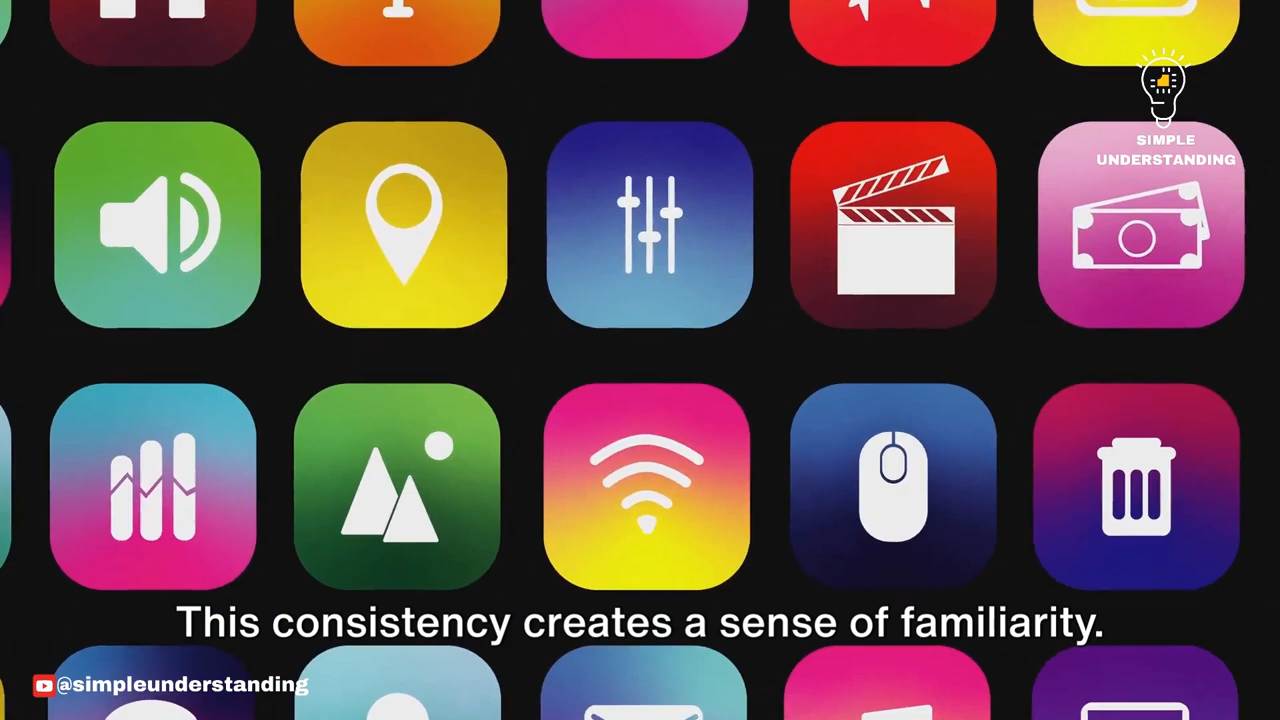 SIMPLE
UNDERSTANDING
This consistency creates a sense of familiarity.
@simpleunderstanding